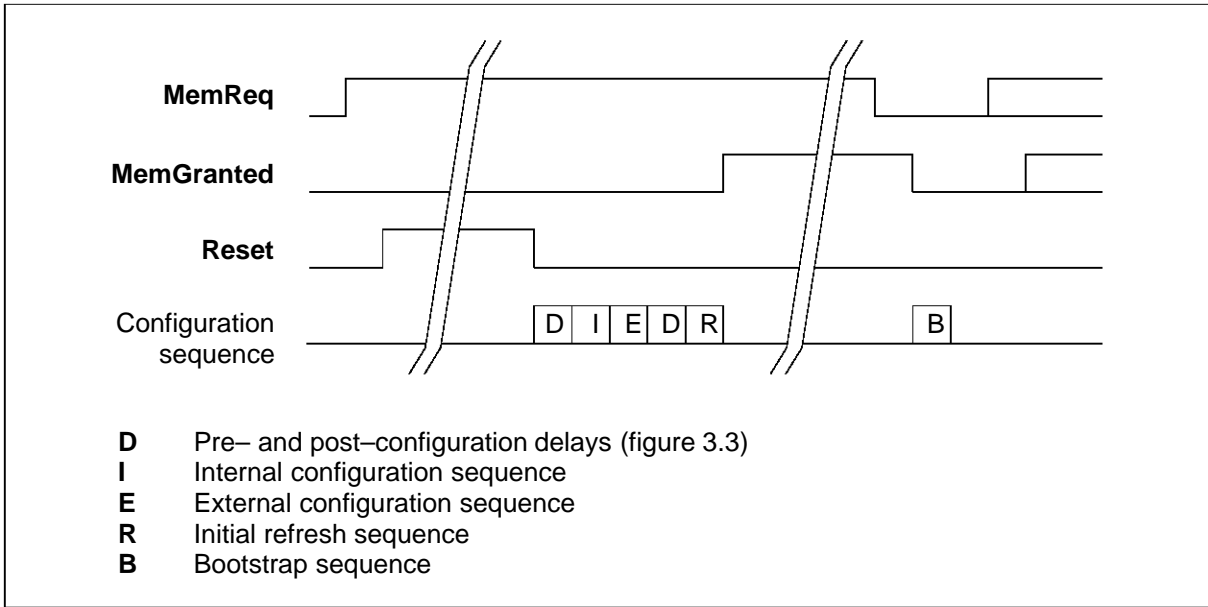 MemReq
MemGranted
Reset
Configuration
sequence
D I E D R
B
D Pre– and post–configuration delays (figure 3.3)
I Internal configuration sequence
E External configuration sequence
R Initial refresh sequence
B Bootstrap sequence